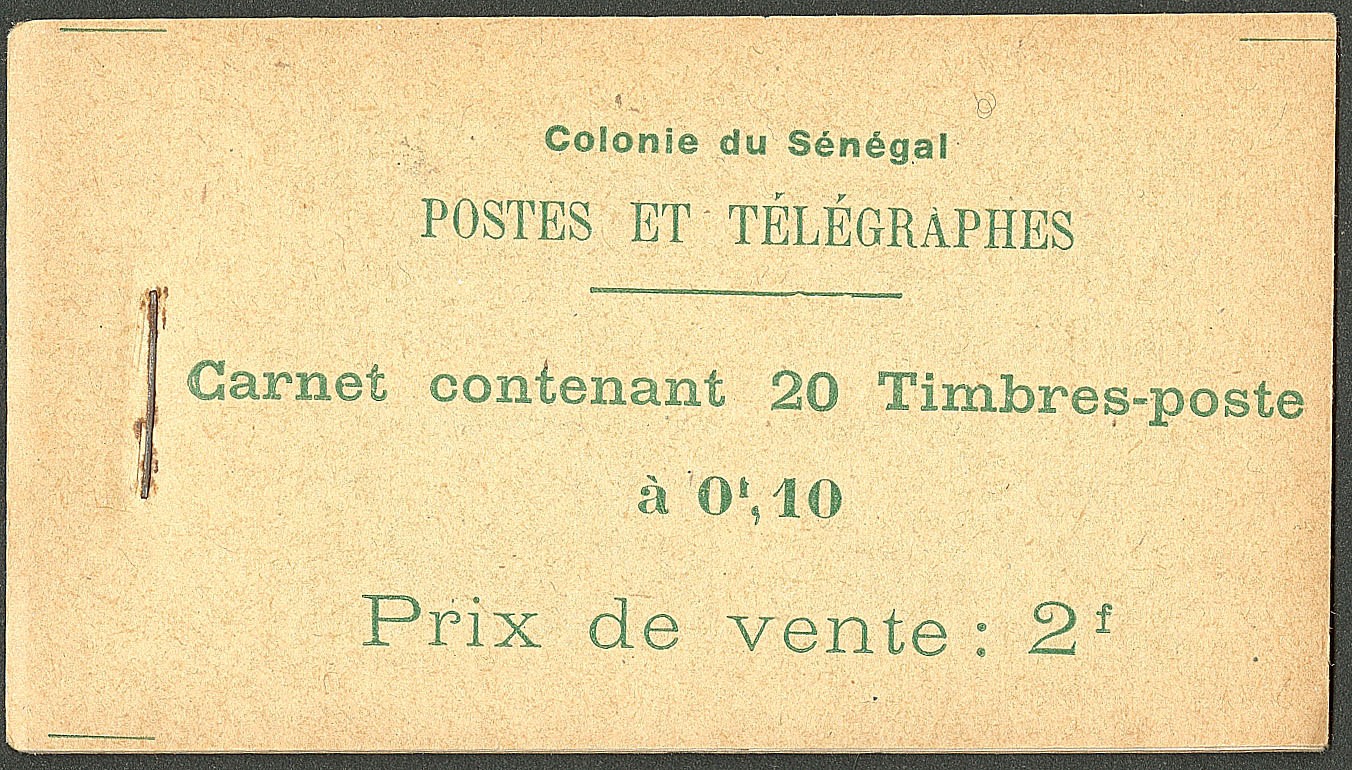 Colonie du Sénégal
POSTES ET TÉLÉGRAPHES
Carnet contenant 20 Timbres-poste
à 0ᶠ,10
Prix de vente : 2ᶠ